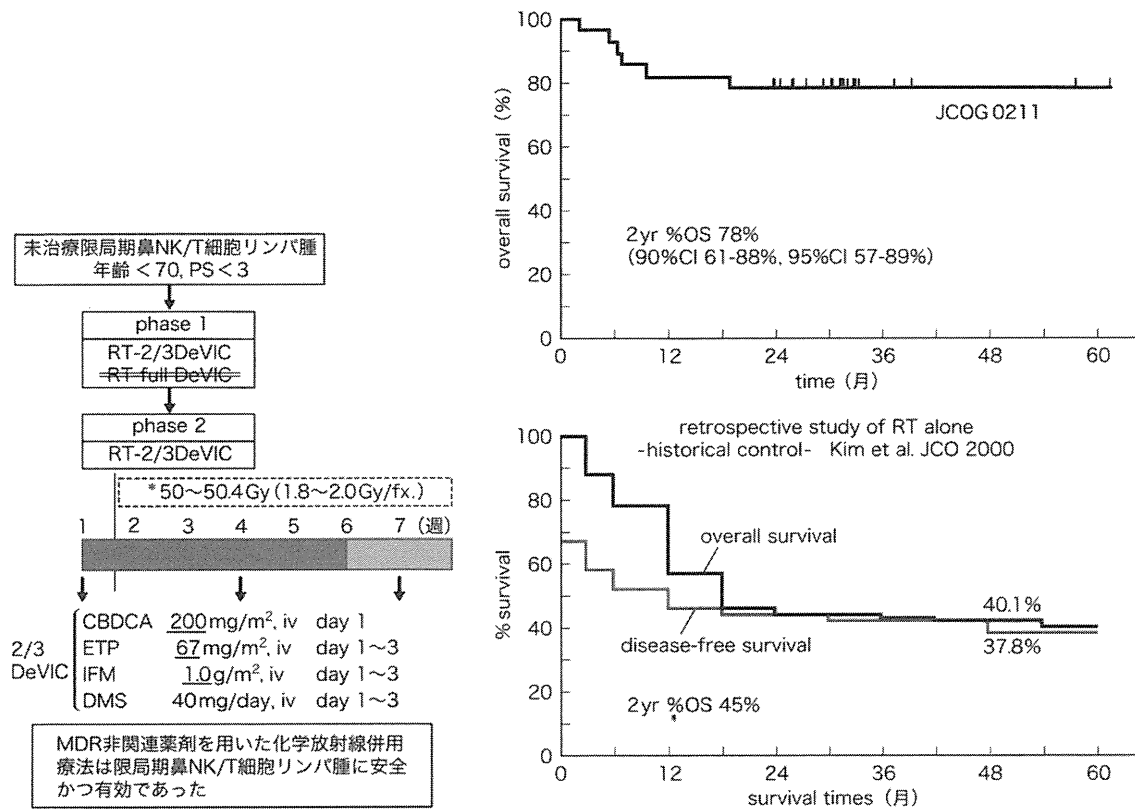 未治療限局期鼻NK/T細胞リンパ腫
年齢<70, PS<3
phase 1
RT-2/3DeVIC
RT-full DeVIC
phase 2
RT-2/3DeVIC
*50〜50.4Gy(1.8〜2.0Gy/fx.)
1 2 3 4 5 6 7 (週)
2/3 DeVIC
CBDCA 200mg/m², iv day 1
ETP 67mg/m², iv day 1〜3
IFM 1.0g/m², iv day 1〜3
DMS 40mg/day, iv day 1〜3
MDR非関連薬剤を用いた化学放射線併用
療法は限局期鼻NK/T細胞リンパ腫に安全
かつ有効であった
overall survival (%)
100
80
60
40
20
0
JCOG 0211
2yr %OS 78%
(90%CI 61-88%, 95%CI 57-89%)
0 12 24 36 48 60
time (月)
retrospective study of RT alone
-historical control- Kim et al. JCO 2000
% survival
100
80
60
40
20
0
overall survival
40.1%
disease-free survival
37.8%
2yr %OS 45%
0 12 24 36 48 60
survival times (月)